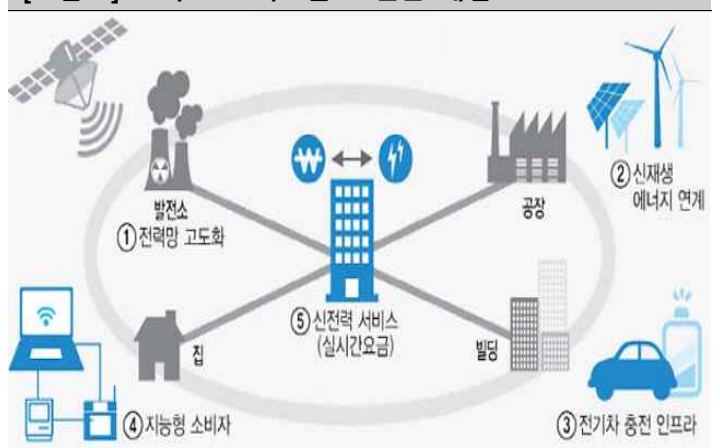 발전소
① 전력망 고도화
공장
② 신재생
에너지 연계
⑤ 신전력 서비스
(실시간요금)
집
빌딩
④ 지능형 소비자
③ 전기차 충전 인프라